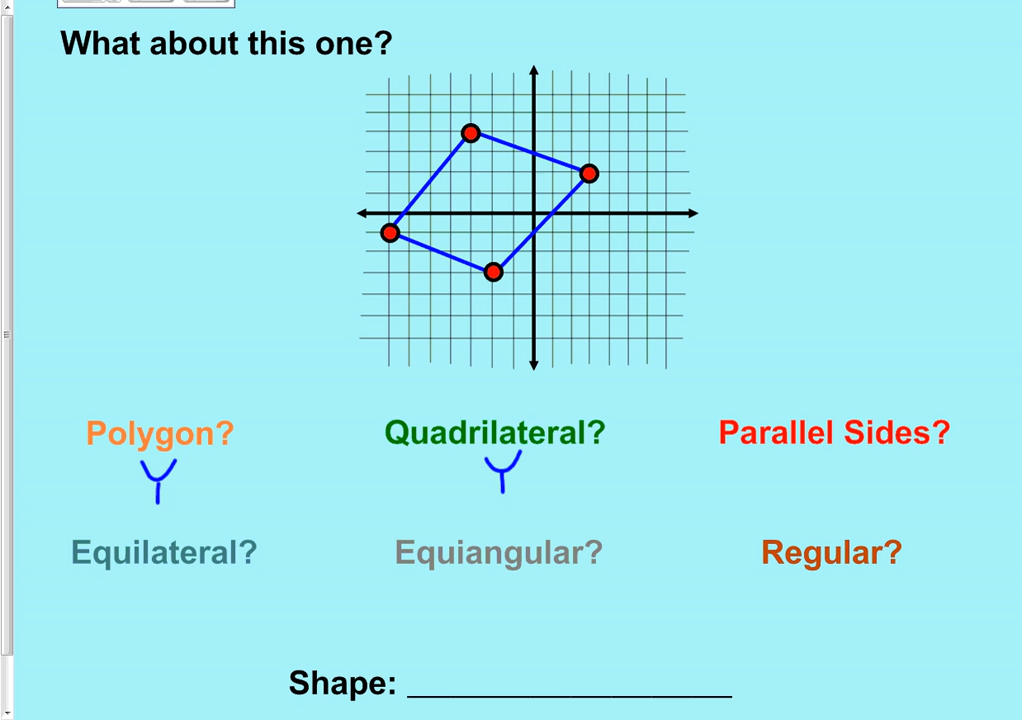 What about this one?
Polygon? Quadrilateral? Parallel Sides?
Y Y
Equilateral? Equiangular? Regular?
Shape: ___________________